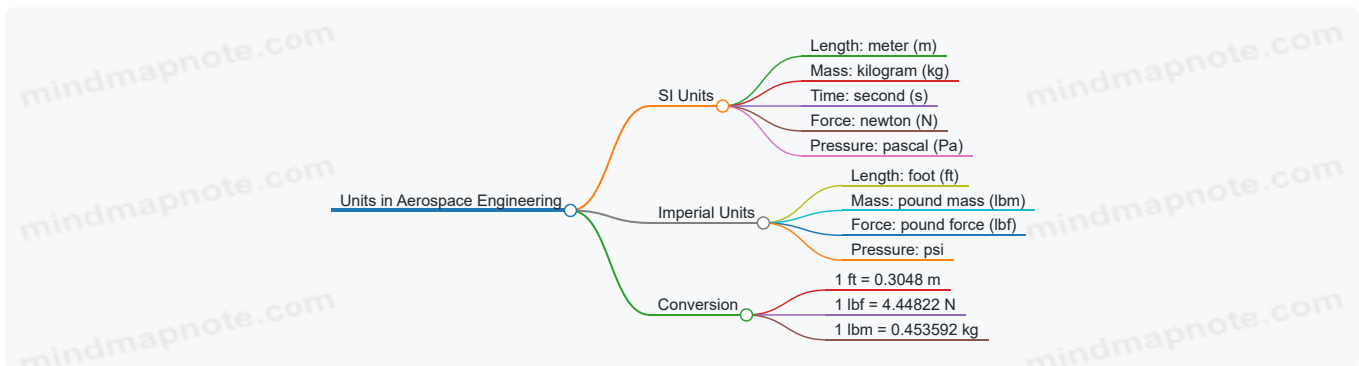 mindmapnote.com
mindmapnote.com
Length: meter (m)
Mass: kilogram (kg)
SI Units
Time: second (s)
Force: newton (N)
Pressure: pascal (Pa)
mindmapnote.com
mindmapnote.com
Units in Aerospace Engineering
Length: foot (ft)
Mass: pound mass (lbm)
Imperial Units
Force: pound force (lbf)
Pressure: psi
Conversion
1 ft = 0.3048 m
1 lbf = 4.44822 N
1 lbm = 0.453592 kg
mindmapnote.com
mindmapnote.com